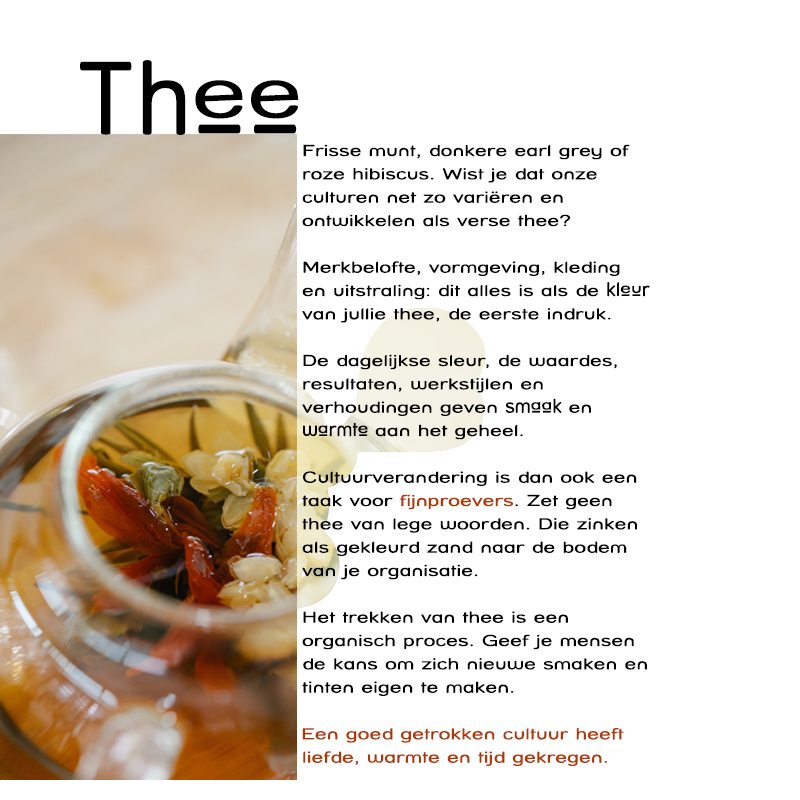 Thee
Frisse munt, donkere earl grey of
roze hibiscus. Wist je dat onze
culturen net zo variëren en
ontwikkelen als verse thee?
Merkbelofte, vormgeving, kleding
en uitstraling: dit alles is als de kleur
van jullie thee, de eerste indruk.
De dagelijkse sleur, de waardes,
resultaten, werkstijlen en
verhoudingen geven smaak en
warmte aan het geheel.
Cultuurverandering is dan ook een
taak voor fijnproevers. Zet geen
thee van lege woorden. Die zinken
als gekleurd zand naar de bodem
van je organisatie.
Het trekken van thee is een
organisch proces. Geef je mensen
de kans om zich nieuwe smaken en
tinten eigen te maken.
Een goed getrokken cultuur heeft
liefde, warmte en tijd gekregen.